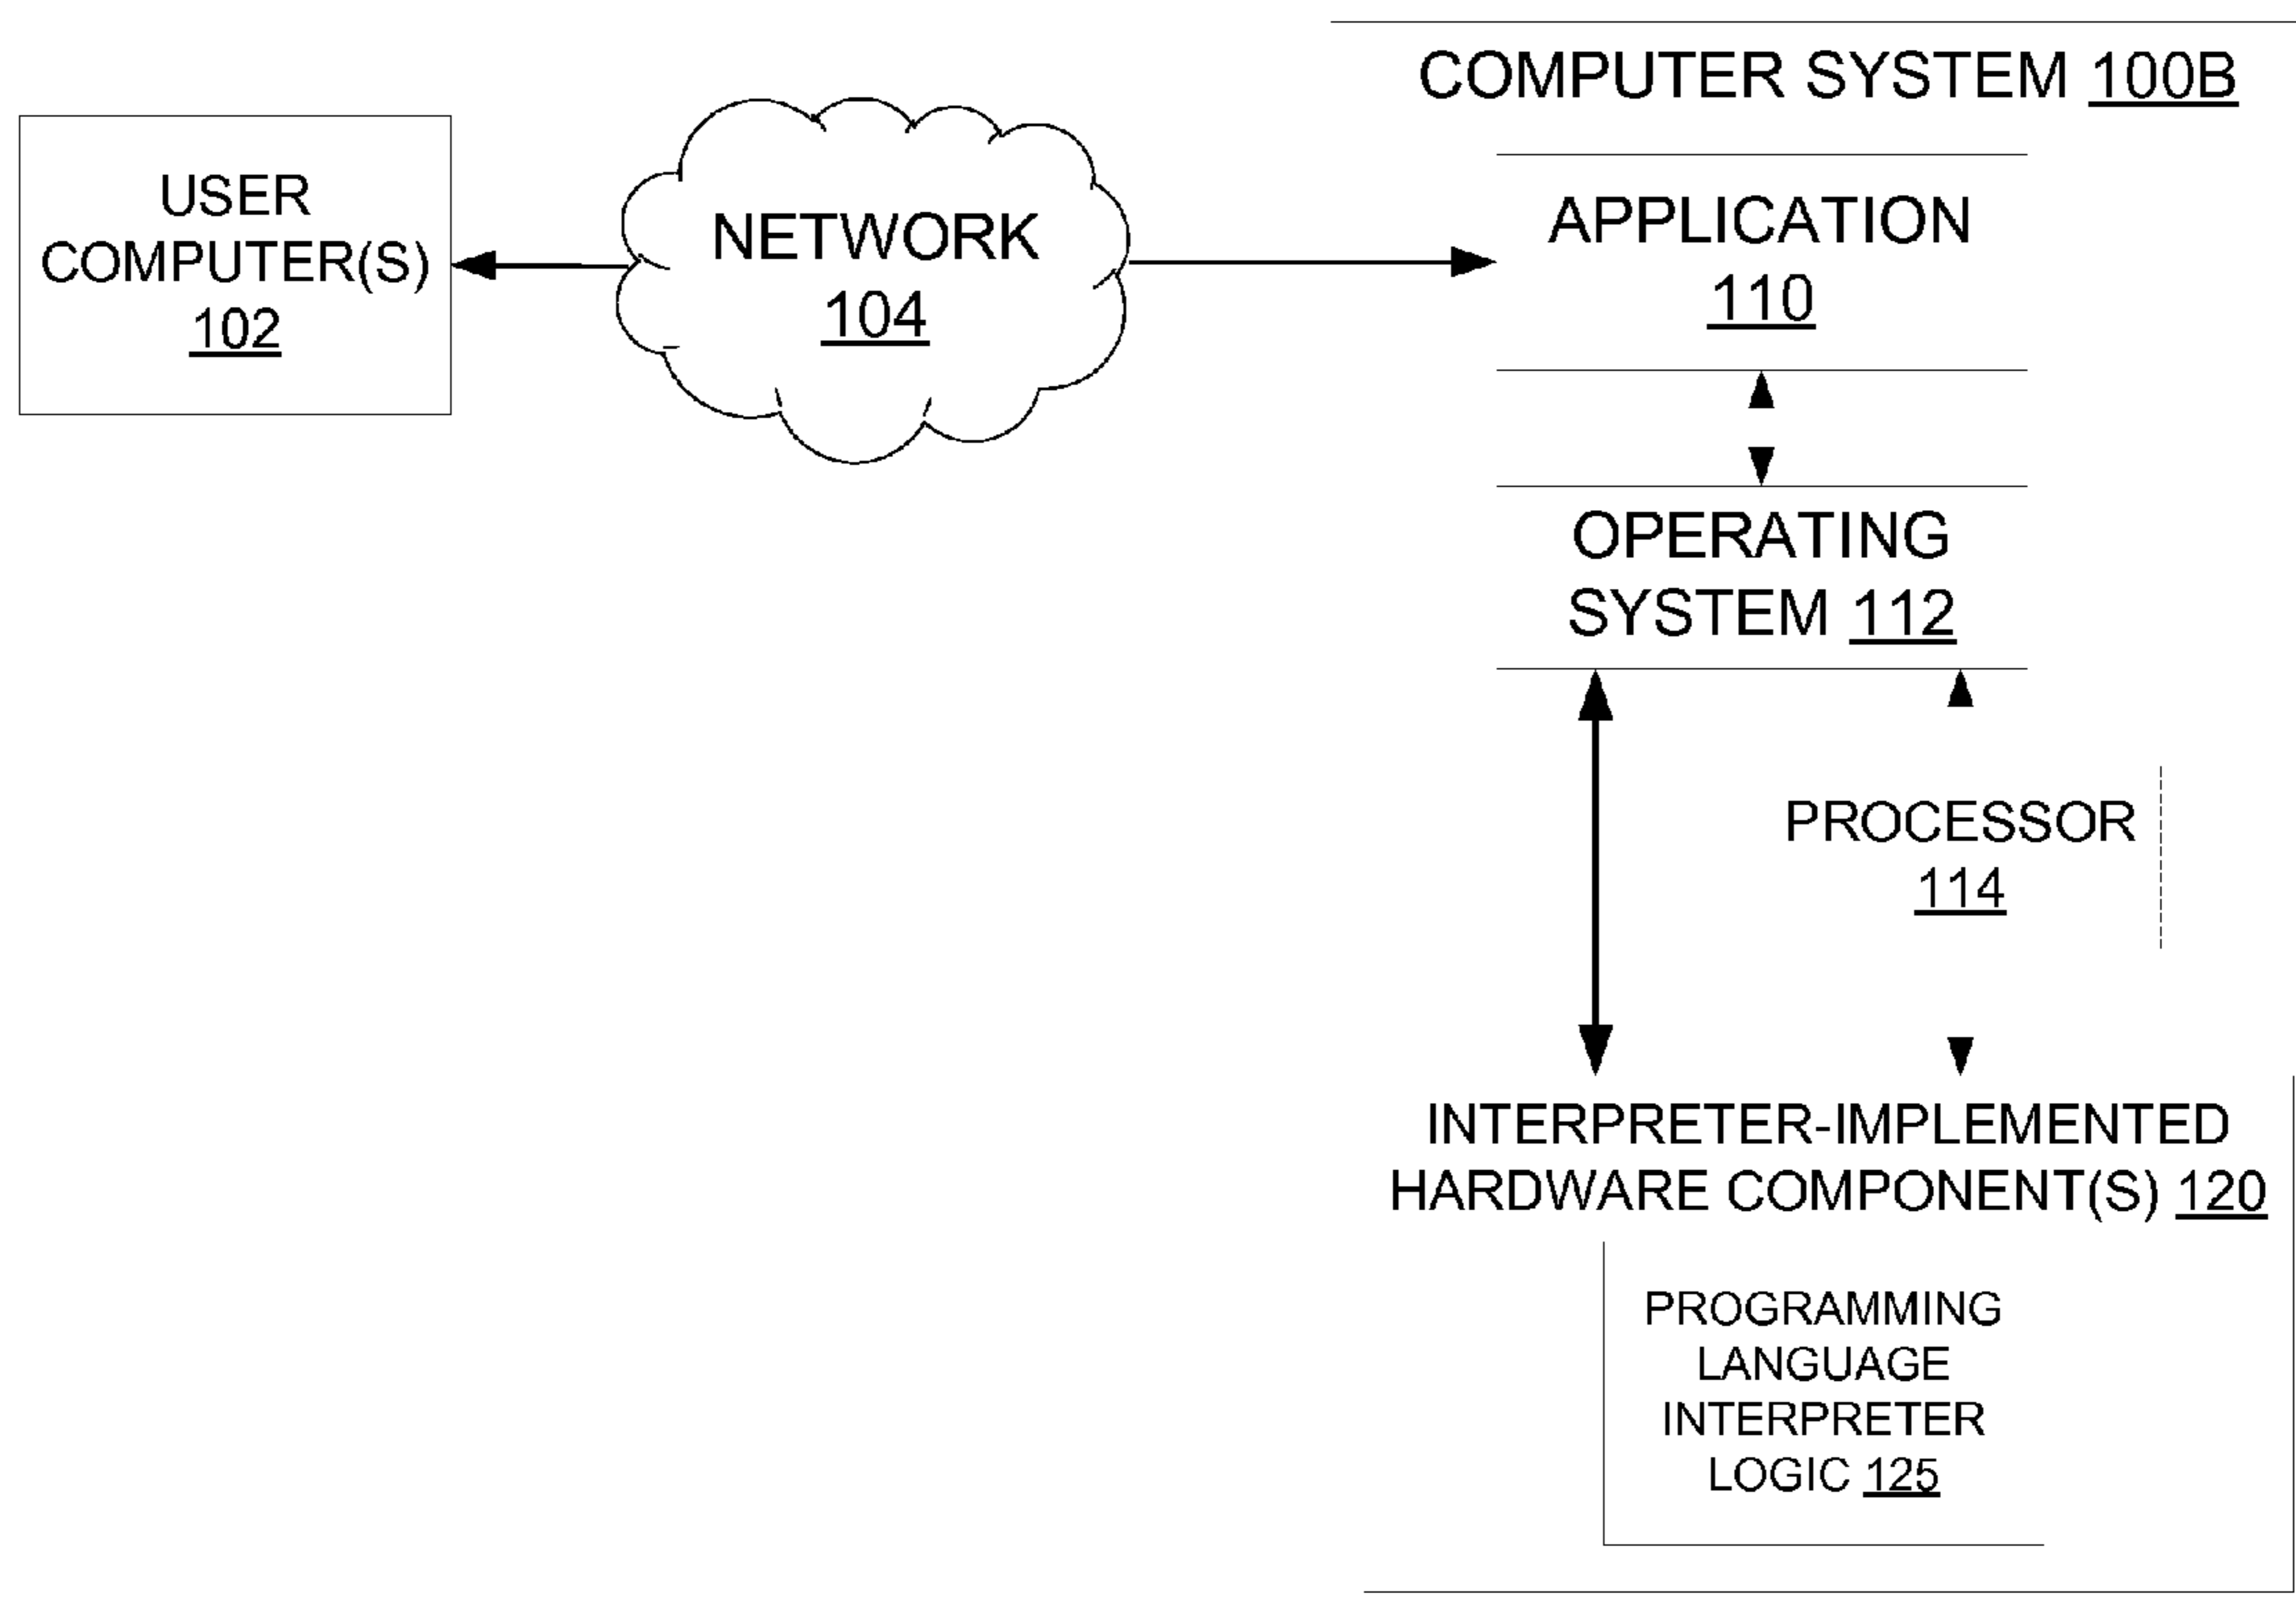 COMPUTER SYSTEM 100B
USER
COMPUTER(S)
102
NETWORK
104
APPLICATION
110
OPERATING
SYSTEM 112
PROCESSOR
114
INTERPRETER-IMPLEMENTED
HARDWARE COMPONENT(S) 120
PROGRAMMING
LANGUAGE
INTERPRETER
LOGIC 125